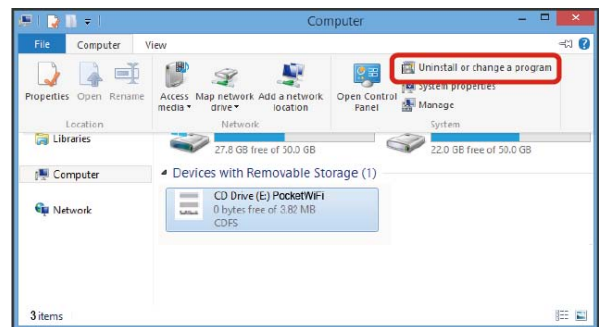 Computer
File Computer View
Uninstall or change a program
System properties
Manage
Properties Open Rename
Access media
Map network drive
Add a network location
Open Control Panel
Location Network System
Libraries
27.8 GB free of 50.0 GB
22.0 GB free of 50.0 GB
Computer
Devices with Removable Storage (1)
CD Drive (E:) PocketWiFi
0 bytes free of 3.82 MB
CDFS
Network
3 items